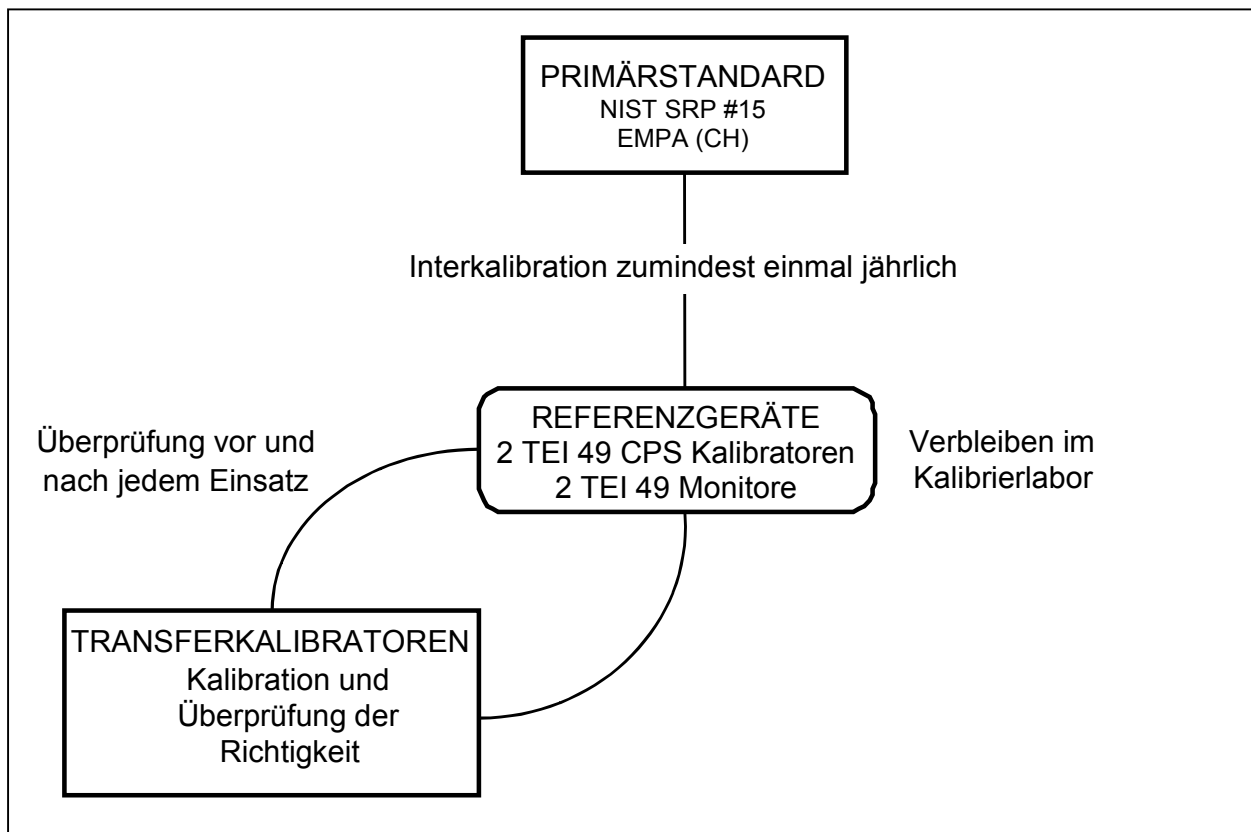 PRIMÄRSTANDARD
NIST SRP #15
EMPA (CH)
Interkalibration zumindest einmal jährlich
REFERENZGERÄTE
2 TEI 49 CPS Kalibratoren
2 TEI 49 Monitore
Überprüfung vor und
nach jedem Einsatz
Verbleiben im
Kalibrierlabor
TRANSFERKALIBRATOREN
Kalibration und
Überprüfung der
Richtigkeit